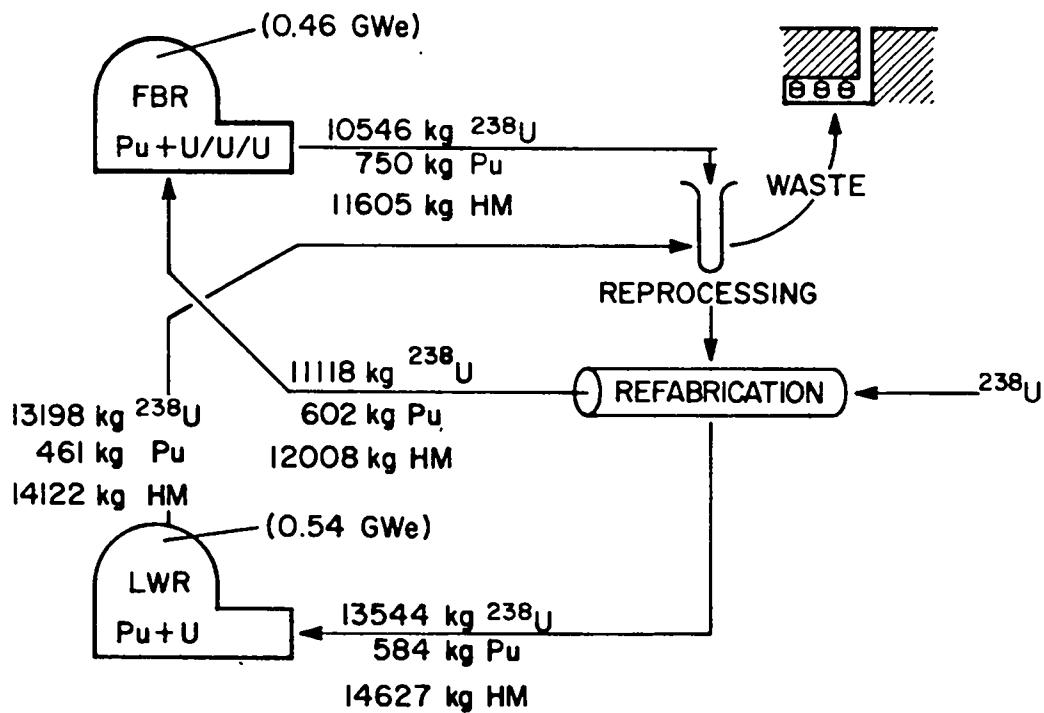 (0.46 GWe)
FBR
Pu+U/U/U
10546 kg ²³⁸U
750 kg Pu
11605 kg HM
WASTE
REPROCESSING
11118 kg ²³⁸U
602 kg Pu
12008 kg HM
REFABRICATION
²³⁸U
13198 kg ²³⁸U
461 kg Pu
14122 kg HM
(0.54 GWe)
LWR
Pu+U
13544 kg ²³⁸U
584 kg Pu
14627 kg HM